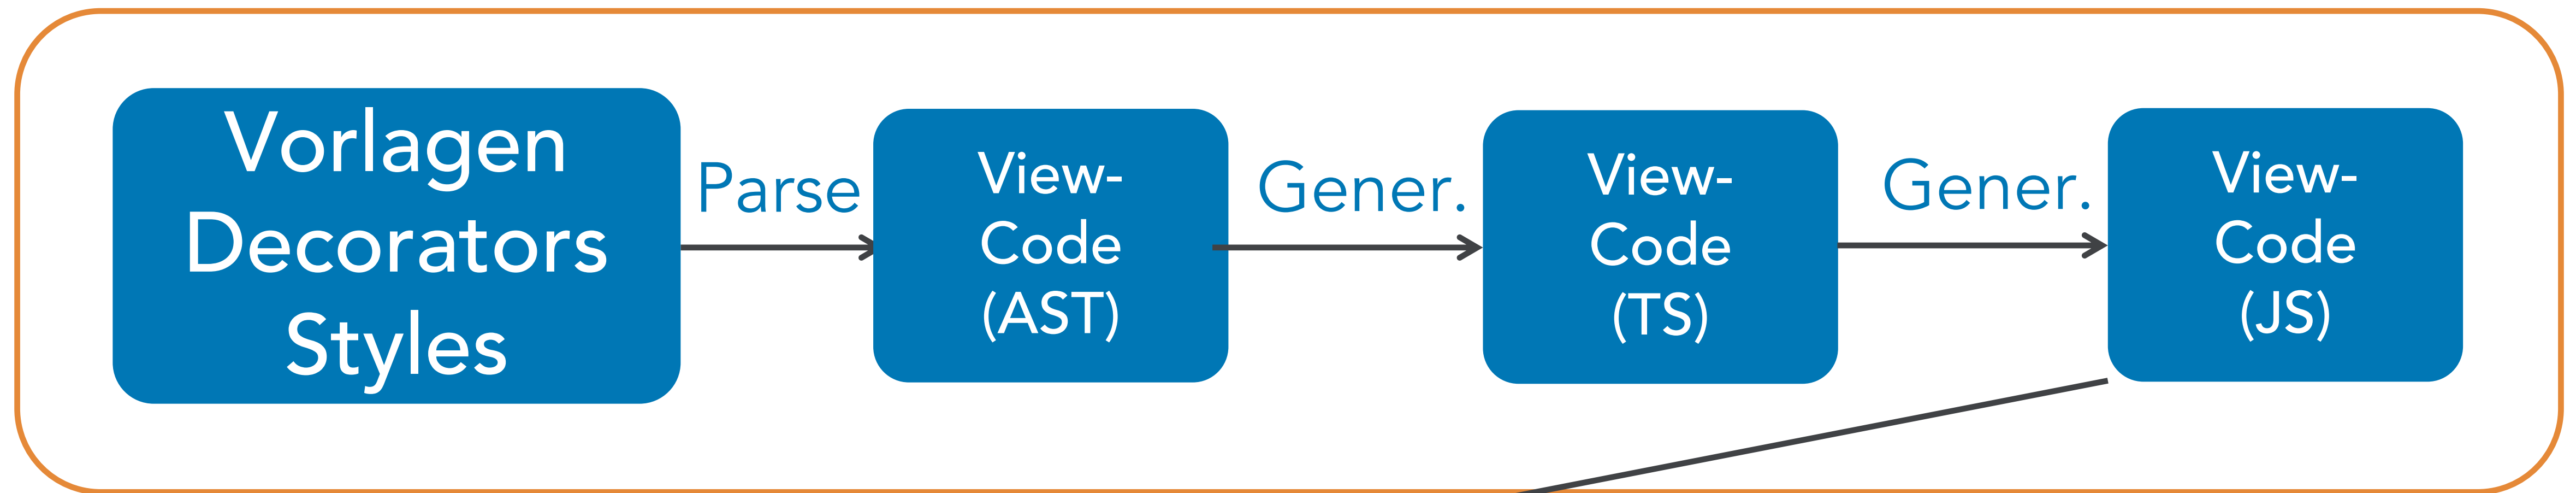 Vorlagen
Decorators
Styles
Parse
View-
Code
(AST)
Gener.
View-
Code
(TS)
Gener.
View-
Code
(JS)